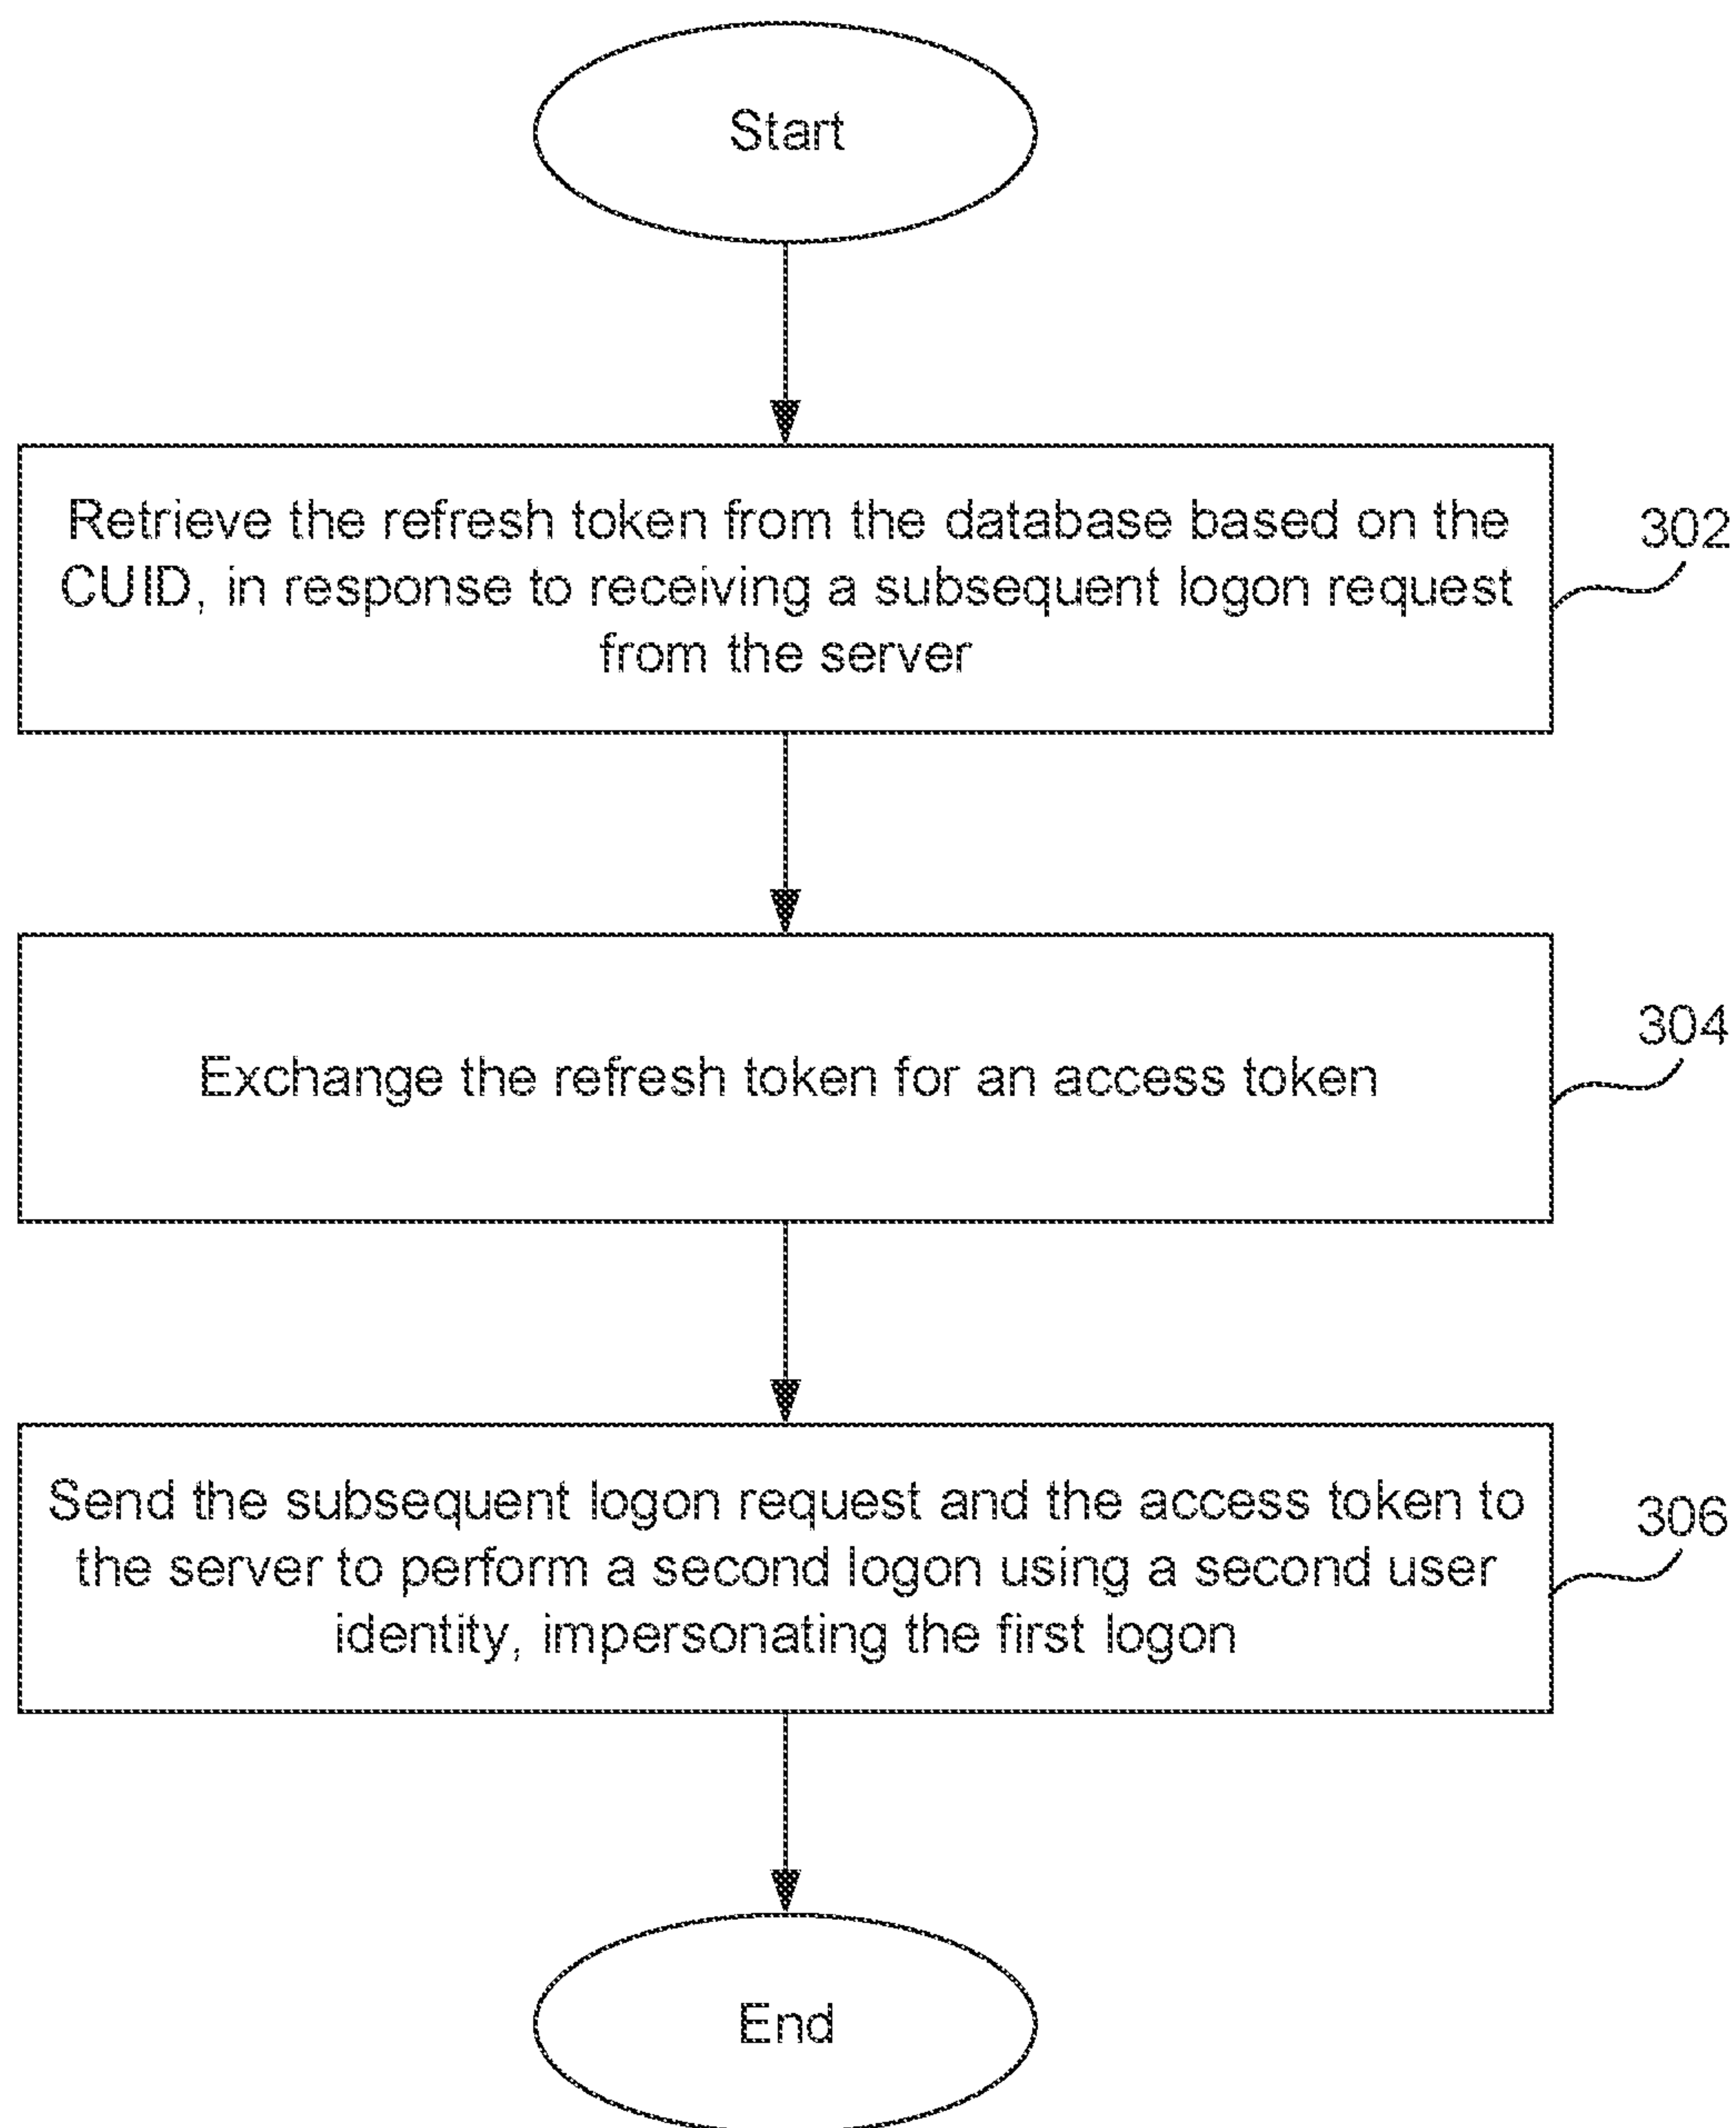 Start
Retrieve the refresh token from the database based on the
CUID, in response to receiving a subsequent logon request
from the server
302
Exchange the refresh token for an access token
304
Send the subsequent logon request and the access token to
the server to perform a second logon using a second user
identity, impersonating the first logon
306
End